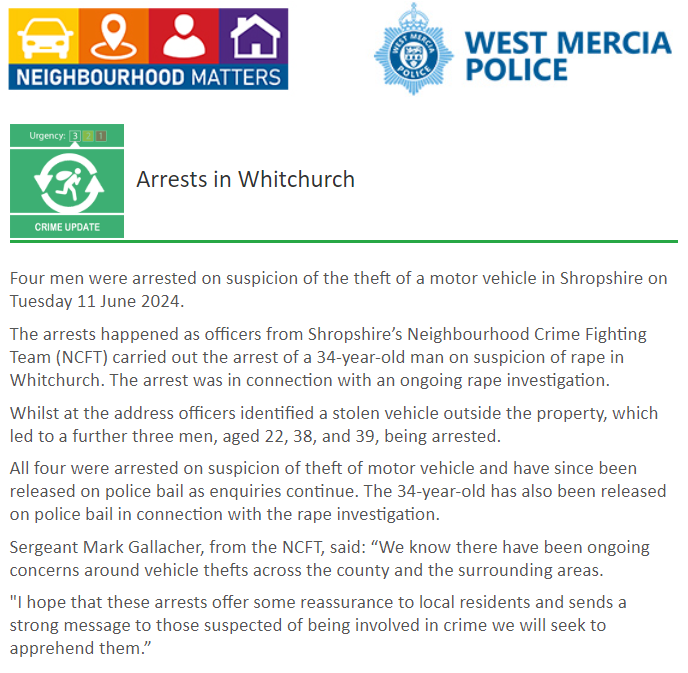 NEIGHBOURHOOD MATTERS
WEST MERCIA
POLICE
WEST MERCIA
POLICE
Urgency: 3 2 1
CRIME UPDATE
Arrests in Whitchurch
Four men were arrested on suspicion of the theft of a motor vehicle in Shropshire on
Tuesday 11 June 2024.
The arrests happened as officers from Shropshire’s Neighbourhood Crime Fighting
Team (NCFT) carried out the arrest of a 34-year-old man on suspicion of rape in
Whitchurch. The arrest was in connection with an ongoing rape investigation.
Whilst at the address officers identified a stolen vehicle outside the property, which
led to a further three men, aged 22, 38, and 39, being arrested.
All four were arrested on suspicion of theft of motor vehicle and have since been
released on police bail as enquiries continue. The 34-year-old has also been released
on police bail in connection with the rape investigation.
Sergeant Mark Gallacher, from the NCFT, said: “We know there have been ongoing
concerns around vehicle thefts across the county and the surrounding areas.
"I hope that these arrests offer some reassurance to local residents and sends a
strong message to those suspected of being involved in crime we will seek to
apprehend them.”